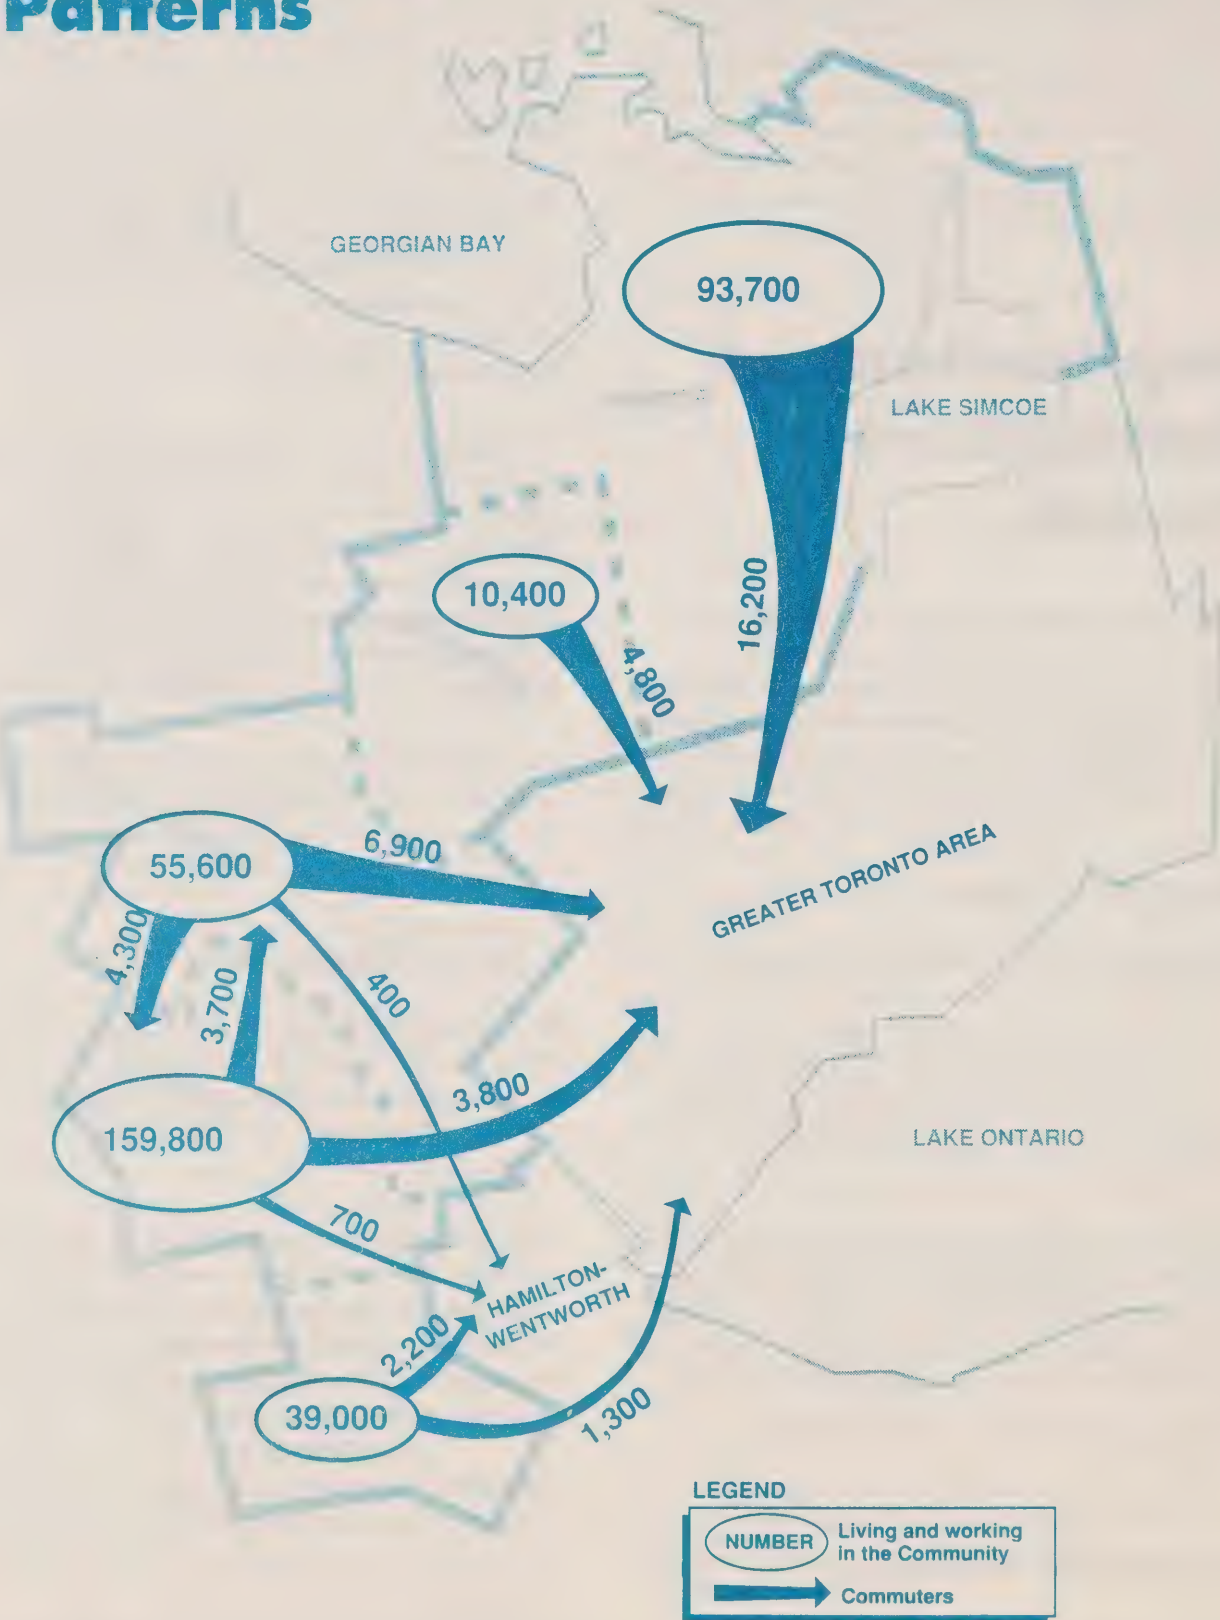 Patterns
GEORGIAN BAY
93,700
LAKE SIMCOE
10,400
16,200
4,800
6,900
55,600
GREATER TORONTO AREA
4,300
3,700
400
3,800
159,800
LAKE ONTARIO
700
HAMILTON-
WENTWORTH
2,200
39,000
1,300
LEGEND
NUMBER
Living and working
in the Community
Commuters